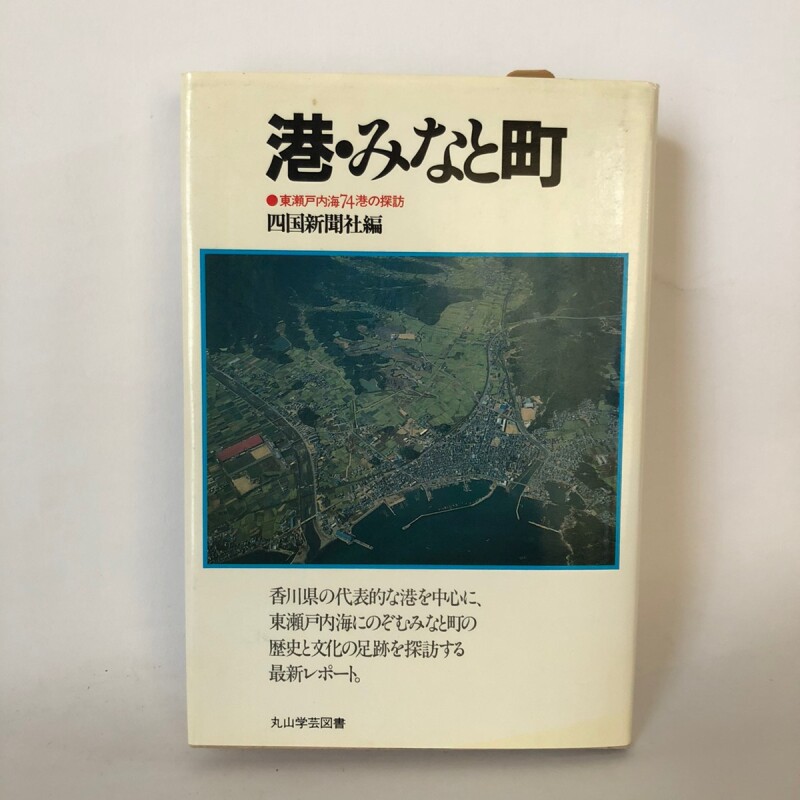 港・みなと町
●東瀬戸内海74港の探訪
四国新聞社編
香川県の代表的な港を中心に、
東瀬戸内海にのぞむみなと町の
歴史と文化の足跡を探訪する
最新レポート。
丸山学芸図書